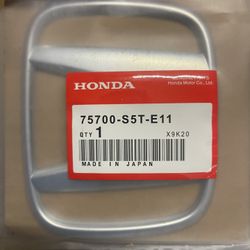 HONDA
Honda Motor Co., Ltd.
75700-S5T-E11
QTY 1 X9K20
MADE IN JAPAN